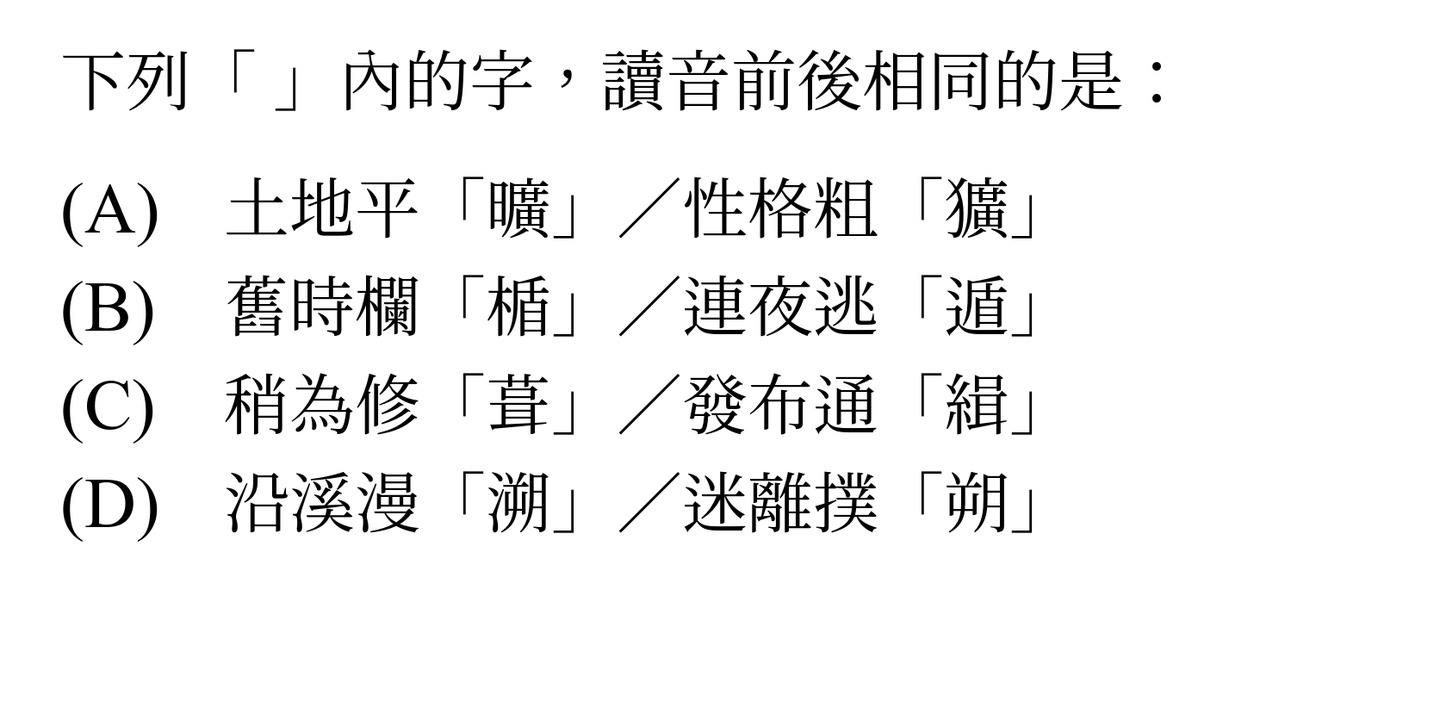 下列「 」內的字，讀音前後相同的是：
(A)　土地平「曠」／性格粗「獷」
(B)　舊時欄「楯」／連夜逃「遁」
(C)　稍為修「葺」／發布通「緝」
(D)　沿溪漫「溯」／迷離撲「朔」